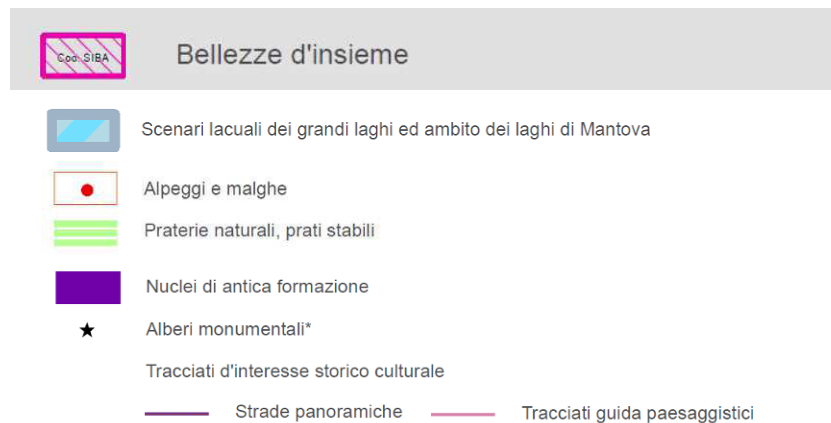 Cod. SIBA Bellezze d'insieme
Scenari lacuali dei grandi laghi ed ambito dei laghi di Mantova
Alpeggi e malghe
Praterie naturali, prati stabili
Nuclei di antica formazione
Alberi monumentali*
Tracciati d'interesse storico culturale
Strade panoramiche Tracciati guida paesaggistici